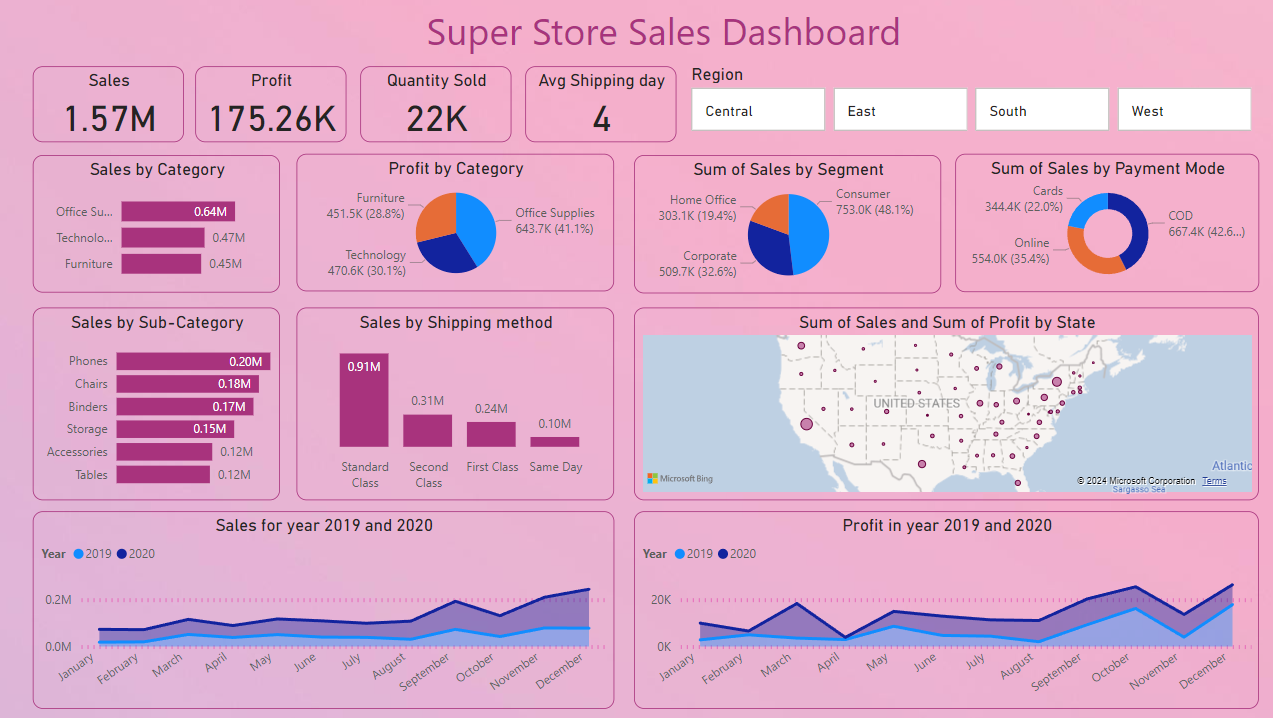 Super Store Sales Dashboard
Sales
1.57M
Profit
175.26K
Quantity Sold
22K
Avg Shipping day
4
Region
Central
East
South
West
Sales by Category
Office Su...
0.64M
Technolo...
0.47M
Furniture
0.45M
Profit by Category
Furniture
451.5K (28.8%)
Office Supplies
643.7K (41.1%)
Technology
470.6K (30.1%)
Sum of Sales by Segment
Home Office
303.1K (19.4%)
Consumer
753.0K (48.1%)
Corporate
509.7K (32.6%)
Sum of Sales by Payment Mode
Cards
344.4K (22.0%)
COD
667.4K (42.6...)
Online
554.0K (35.4%)
Sales by Sub-Category
Phones
0.20M
Chairs
0.18M
Binders
0.17M
Storage
0.15M
Accessories
0.12M
Tables
0.12M
Sales by Shipping method
0.91M
0.31M
0.24M
0.10M
Standard
Class
Second
Class
First Class
Same Day
Sum of Sales and Sum of Profit by State
UNITED STATES
Atlantic
Microsoft Bing
© 2024 Microsoft Corporation
Terms
Sargasso Sea
Sales for year 2019 and 2020
Year
2019
2020
0.2M
0.0M
January
February
March
April
May
June
July
August
September
October
November
December
Profit in year 2019 and 2020
Year
2019
2020
20K
0K
January
February
March
April
May
June
July
August
September
October
November
December